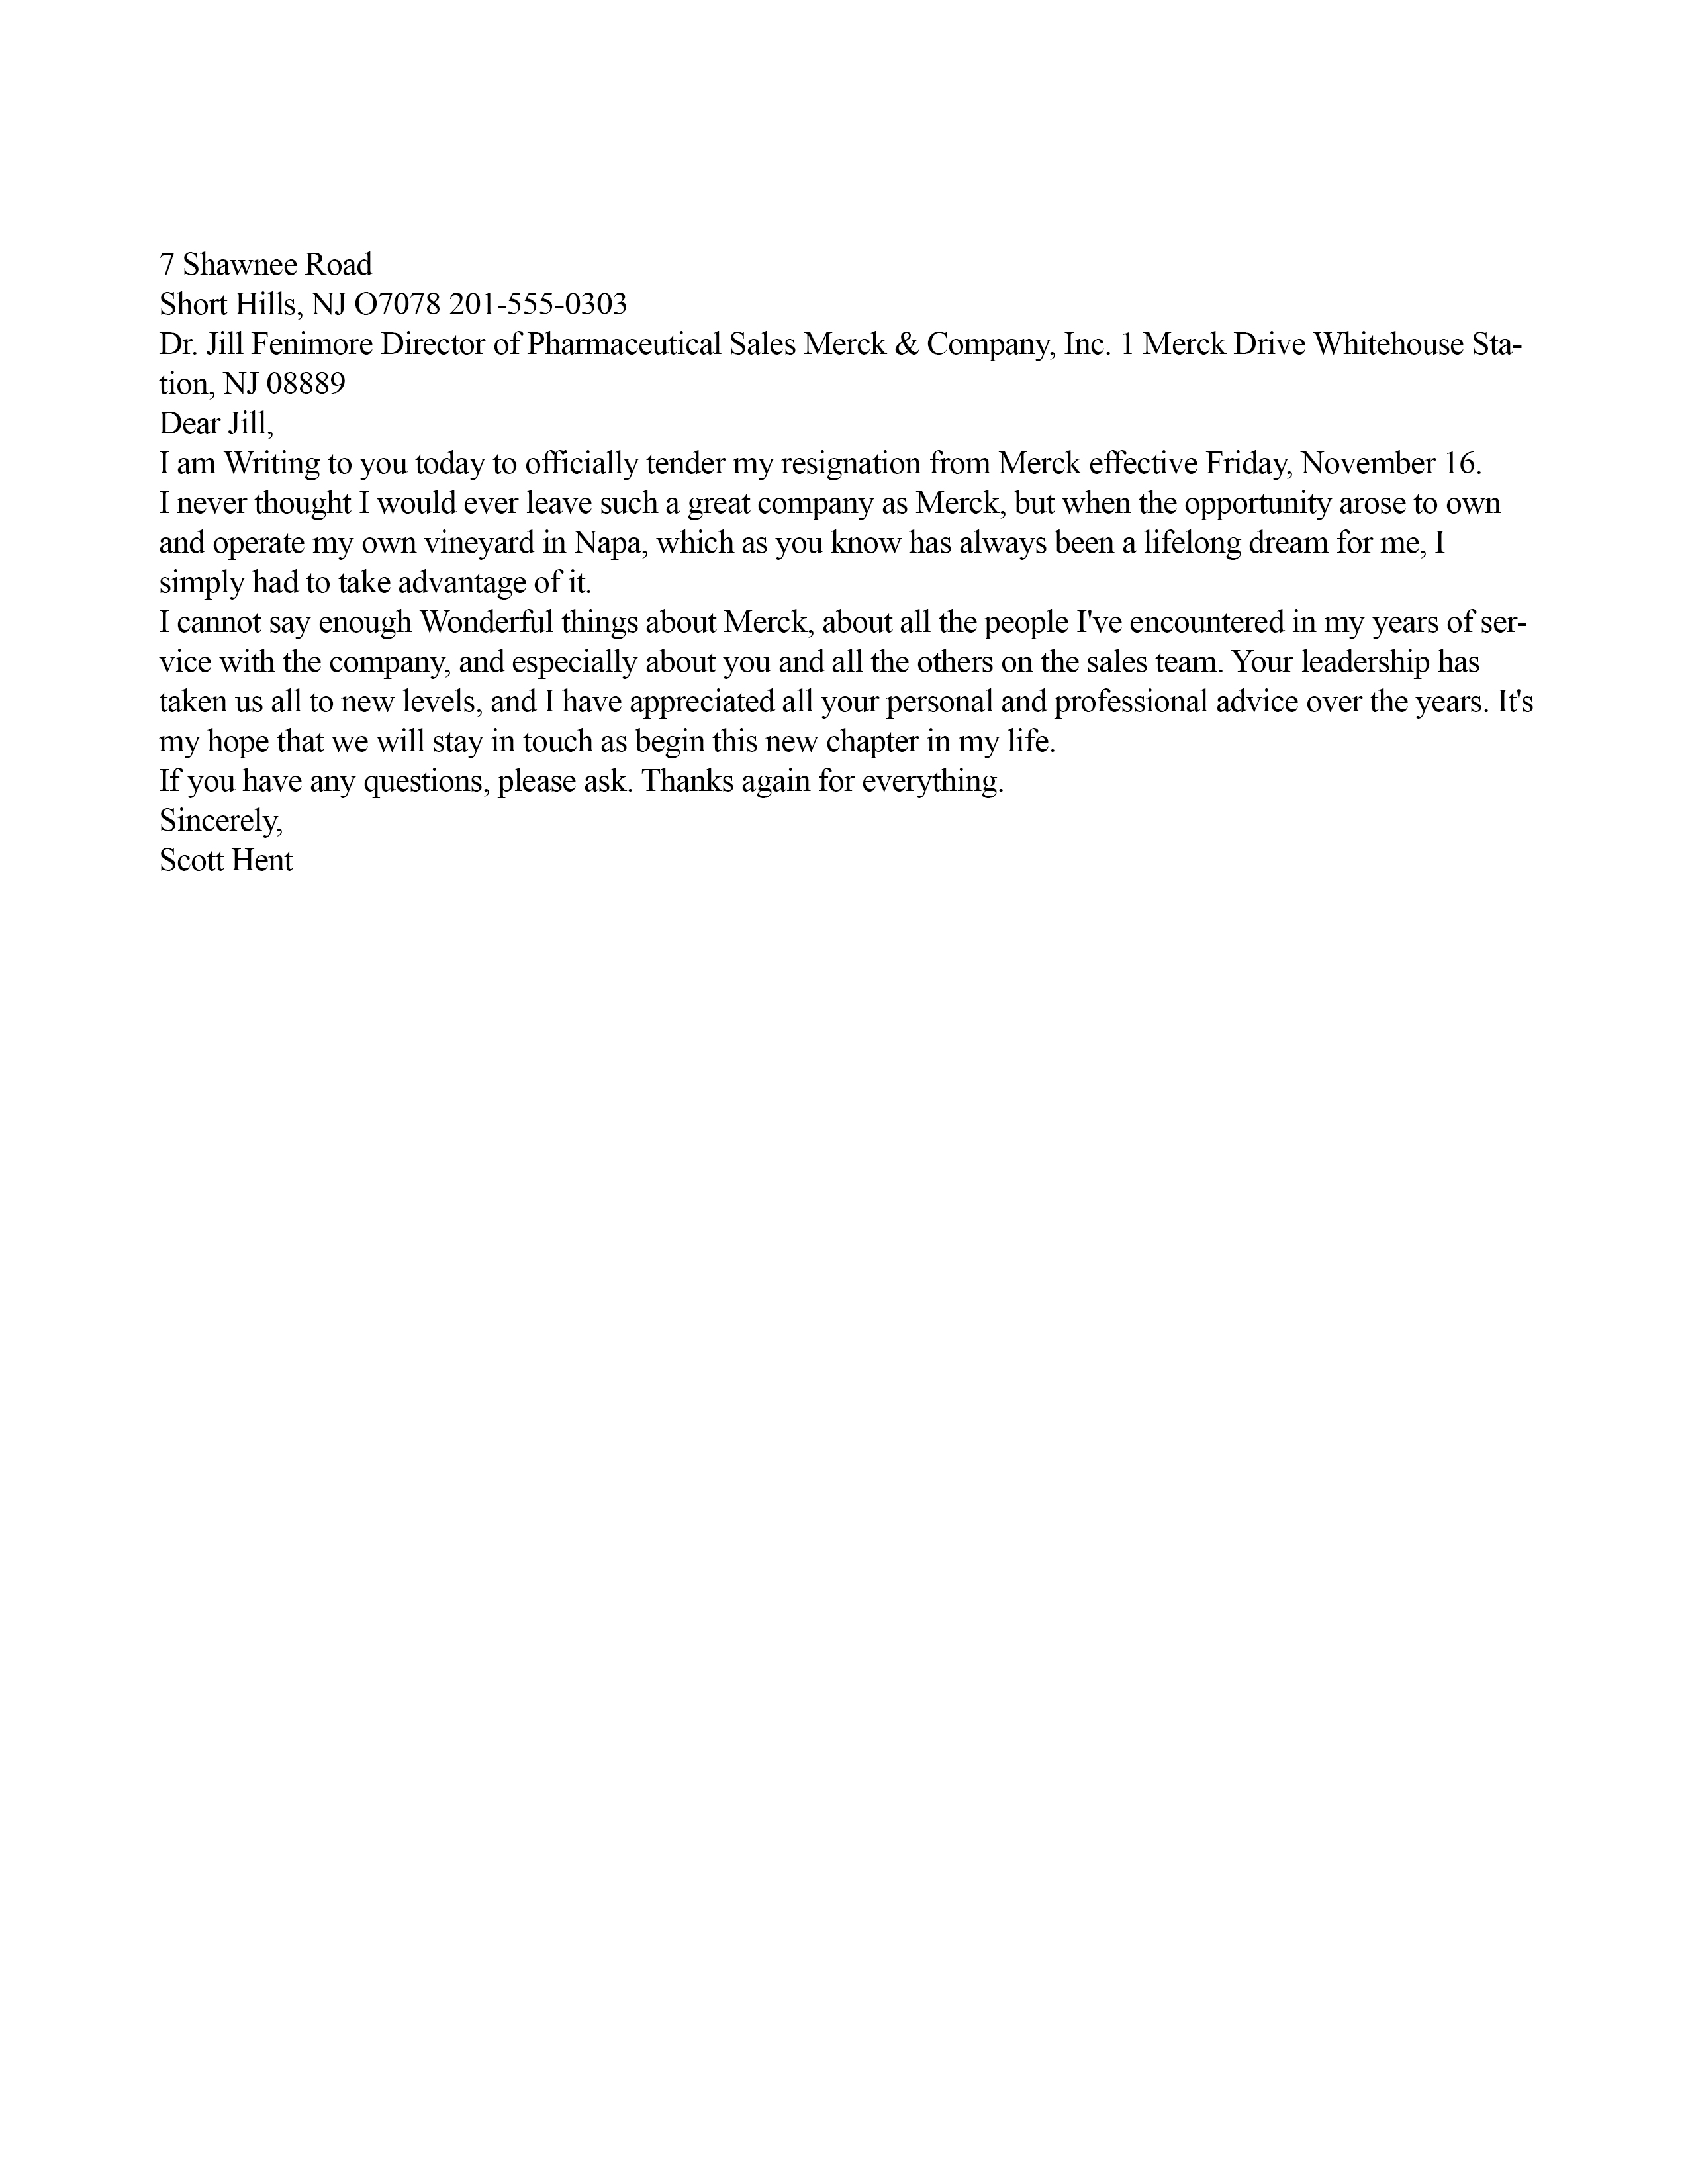 7 Shawnee Road
Short Hills, NJ O7078 201-555-0303
Dr. Jill Fenimore Director of Pharmaceutical Sales Merck & Company, Inc. 1 Merck Drive Whitehouse Sta-
tion, NJ 08889
Dear Jill,
I am Writing to you today to officially tender my resignation from Merck effective Friday, November 16.
I never thought I would ever leave such a great company as Merck, but when the opportunity arose to own
and operate my own vineyard in Napa, which as you know has always been a lifelong dream for me, I
simply had to take advantage of it.
I cannot say enough Wonderful things about Merck, about all the people I've encountered in my years of ser-
vice with the company, and especially about you and all the others on the sales team. Your leadership has
taken us all to new levels, and I have appreciated all your personal and professional advice over the years. It's
my hope that we will stay in touch as begin this new chapter in my life.
If you have any questions, please ask. Thanks again for everything.
Sincerely,
Scott Hent